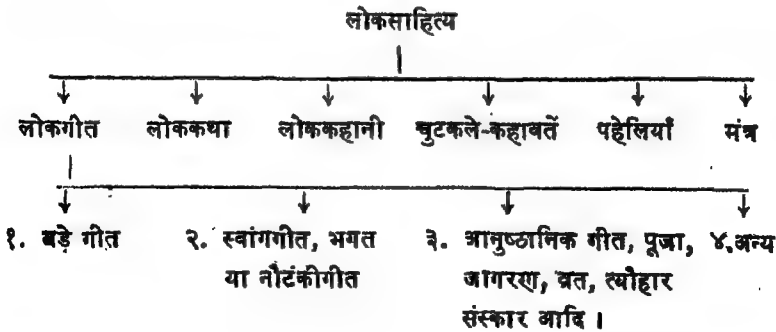 लोकसाहित्य
लोकगीत लोककथा लोककहानी चुटकले-कहावतें पहेलियाँ मंत्र
१. बड़े गीत २. स्वांगगीत, भगत ३. आनुष्ठानिक गीत, पूजा, ४.अन्य
या नौटंकीगीत जागरण, व्रत, त्योहार
संस्कार आदि ।